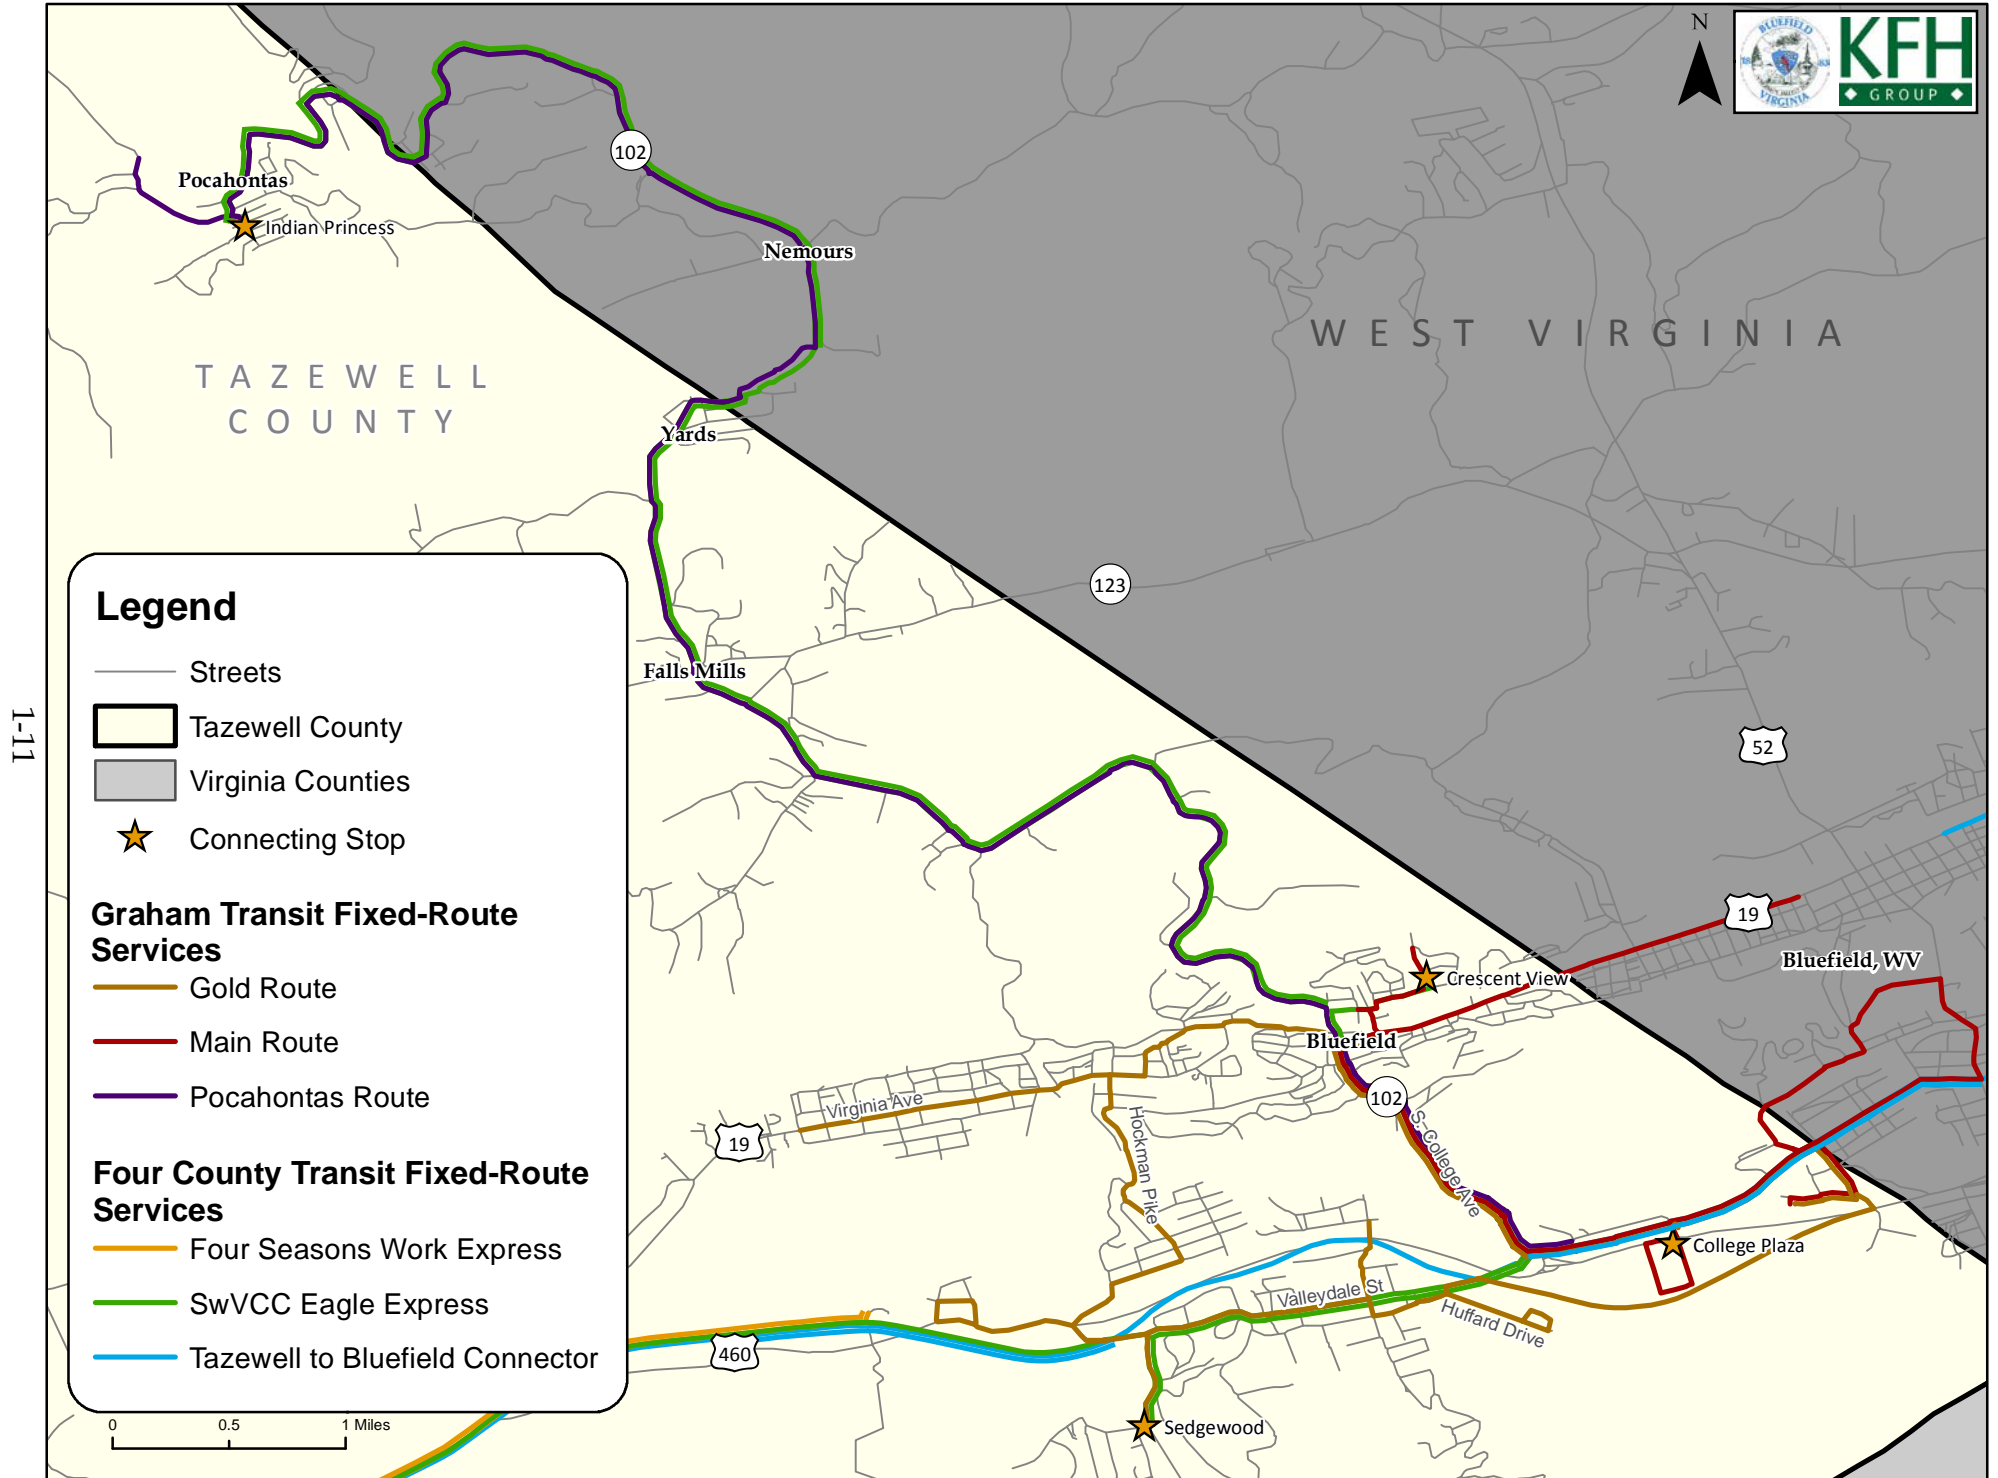 N
BLUEFIELD
VIRGINIA
KFH
GROUP
102
Pocahontas
Indian Princess
Nemours
WEST VIRGINIA
TAZEWELL
COUNTY
Yards
123
Falls Mills
52
19
Bluefield, WV
Crescent View
Bluefield
102
Virginia Ave
19
Hockman Pike
S. College Ave
College Plaza
Valleydale St
Huffard Drive
460
Sedgewood
Legend
Streets
Tazewell County
Virginia Counties
Connecting Stop
Graham Transit Fixed-Route
Services
Gold Route
Main Route
Pocahontas Route
Four County Transit Fixed-Route
Services
Four Seasons Work Express
SwVCC Eagle Express
Tazewell to Bluefield Connector
0 0.5 1 Miles
1-11